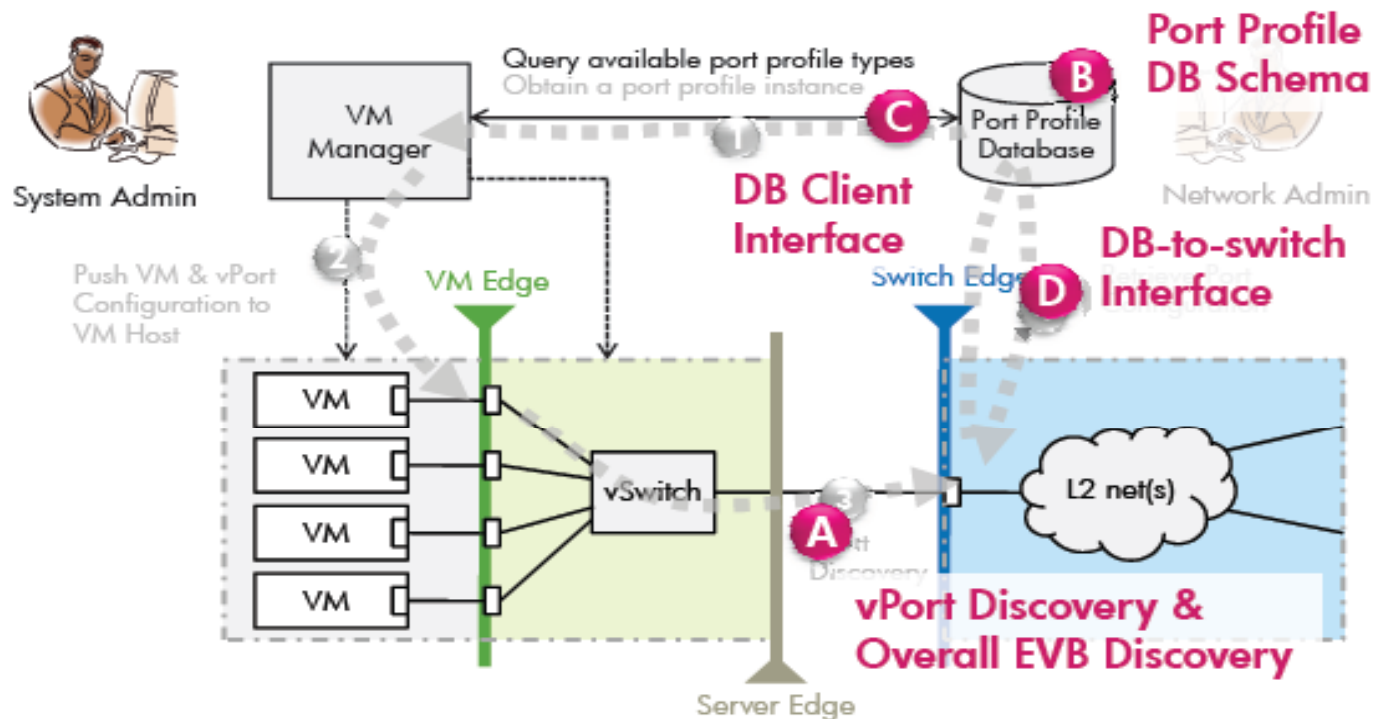 Port Profile
DB Schema
Query available port profile types
Obtain a port profile instance
B
C
1
VM
Manager
Port Profile
Database
System Admin
Network Admin
DB Client
Interface
DB-to-switch
Interface
D
2
Push VM & vPort
Configuration to
VM Host
VM Edge
Switch Edge
VM
VM
VM
VM
vSwitch
3
A
L2 net(s)
Discovery
vPort Discovery &
Overall EVB Discovery
Server Edge